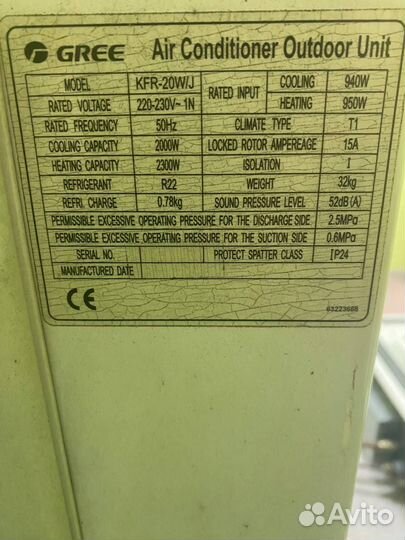 GREE Air Conditioner Outdoor Unit
MODEL KFR-20W/J RATED INPUT COOLING 940W
RATED VOLTAGE 220-230V~ 1N HEATING 950W
RATED FREQUENCY 50Hz CLIMATE TYPE T1
COOLING CAPACITY 2000W LOCKED ROTOR AMPEREAGE 15A
HEATING CAPACITY 2300W ISOLATION I
REFRIGERANT R22 WEIGHT 32kg
REFRI. CHARGE 0.78kg SOUND PRESSURE LEVEL 52dB(A)
PERMISSIBLE EXCESSIVE OPERATING PRESSURE FOR THE DISCHARGE SIDE 2.5MPa
PERMISSIBLE EXCESSIVE OPERATING PRESSURE FOR THE SUCTION SIDE 0.6MPa
SERIAL NO. PROTECT SPATTER CLASS IP24
MANUFACTURED DATE
CE
63223688
Avito